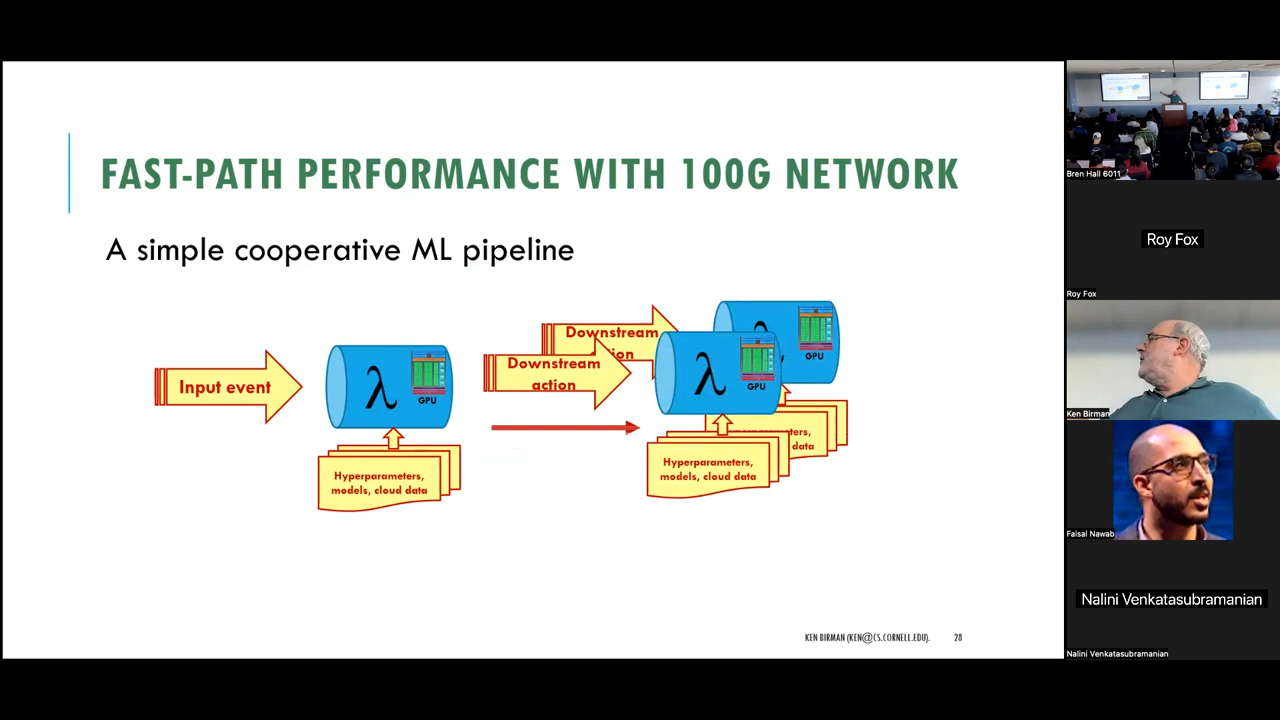 FAST-PATH PERFORMANCE WITH 100G NETWORK
A simple cooperative ML pipeline
Input event
λ
GPU
Hyperparameters,
models, cloud data
Downstream
Downstream
action
λ
GPU
GPU
Hyperparameters,
models, cloud data
KEN BIRMAN (KEN@CS.CORNELL.EDU).
28
Bren Hall 6011
Roy Fox
Roy Fox
Ken Birman
Faisal Nawab
Nalini Venkatasubramanian
Nalini Venkatasubramanian